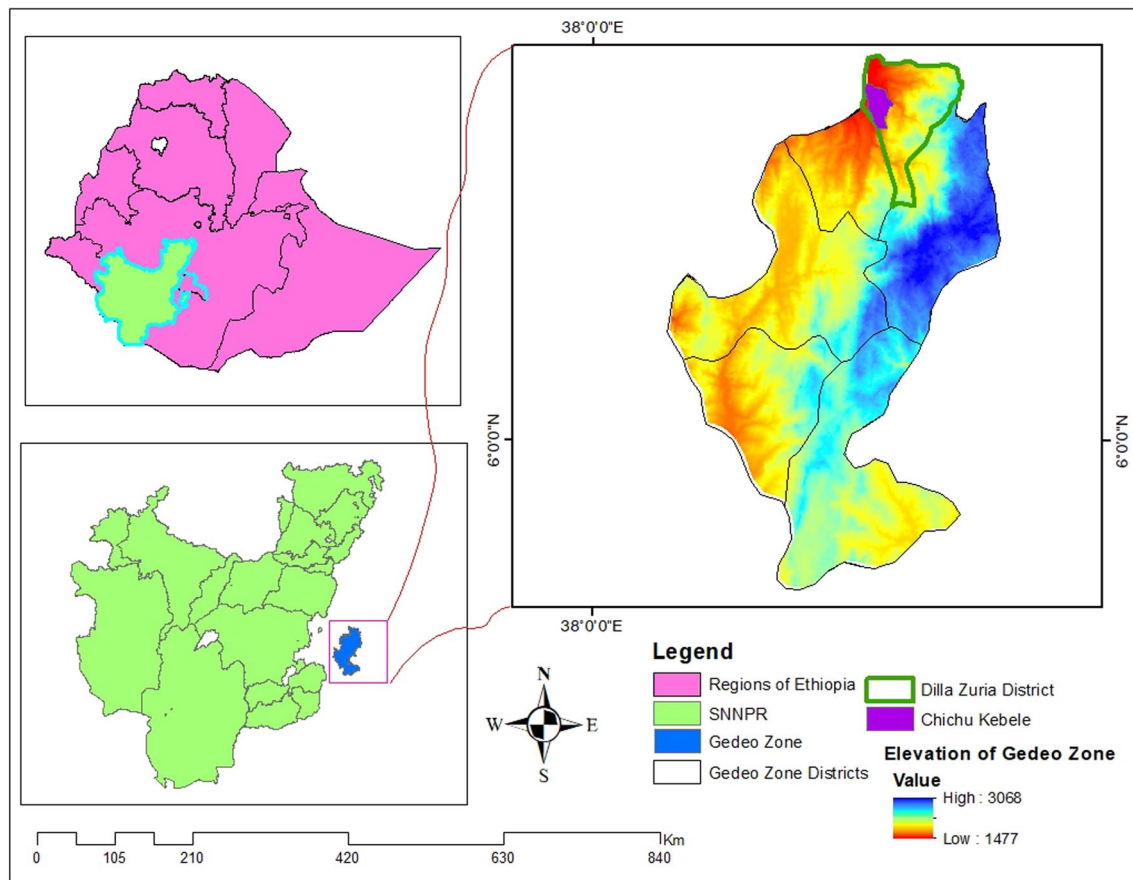 38°0'0"E
6°0'0"N
6°0'0"N
38°0'0"E
N
W E
S
Legend
Regions of Ethiopia
SNNPR
Gedeo Zone
Gedeo Zone Districts
Dilla Zuria District
Chichu Kebele
Elevation of Gedeo Zone
Value
High : 3068
Low : 1477
Km
0 105 210 420 630 840